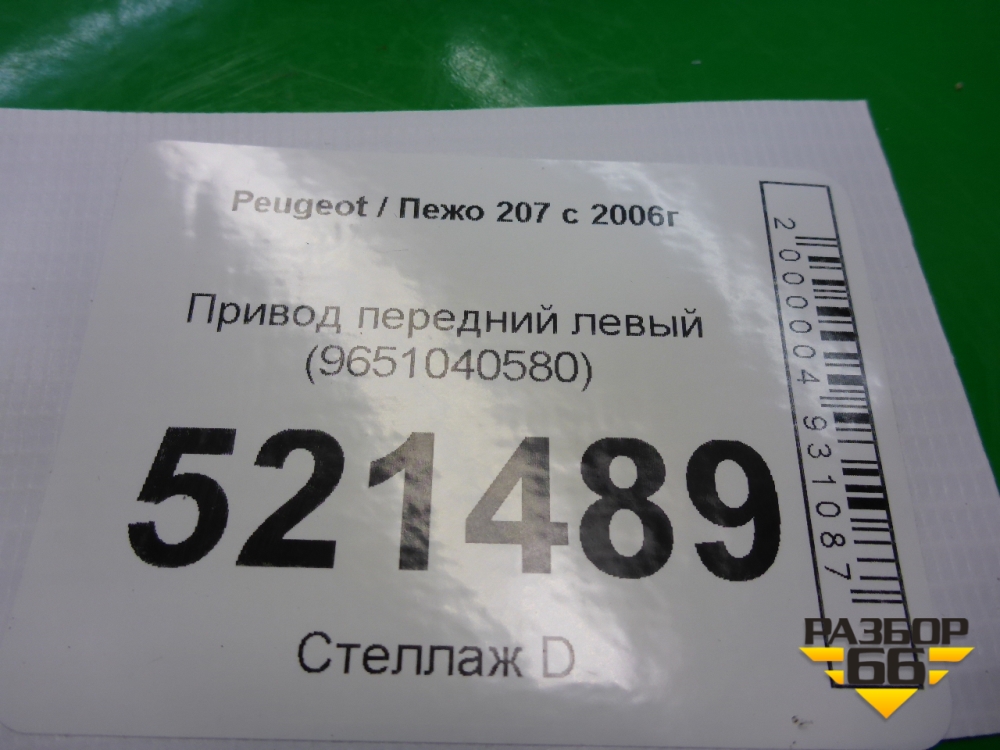 Peugeot / Пежо 207 с 2006г
Привод передний левый
(9651040580)
521489
Стеллаж D
2000004931087
РАЗБОР
66